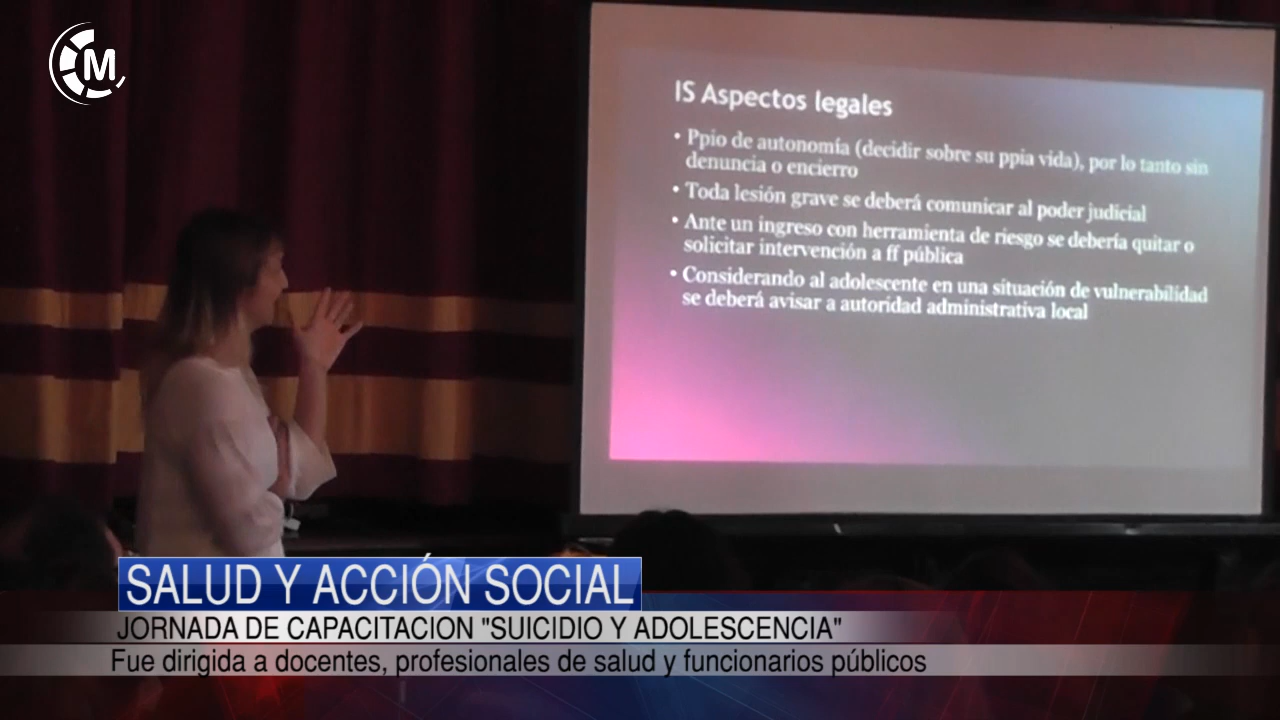 M
IS Aspectos legales
• Ppio de autonomía (decidir sobre su ppia vida), por lo tanto sin
denuncia o encierro
• Toda lesión grave se deberá comunicar al poder judicial
• Ante un ingreso con herramienta de riesgo se debería quitar o
solicitar intervención a ff pública
• Considerando al adolescente en una situación de vulnerabilidad
se deberá avisar a autoridad administrativa local
SALUD Y ACCIÓN SOCIAL
JORNADA DE CAPACITACION "SUICIDIO Y ADOLESCENCIA"
Fue dirigida a docentes, profesionales de salud y funcionarios públicos